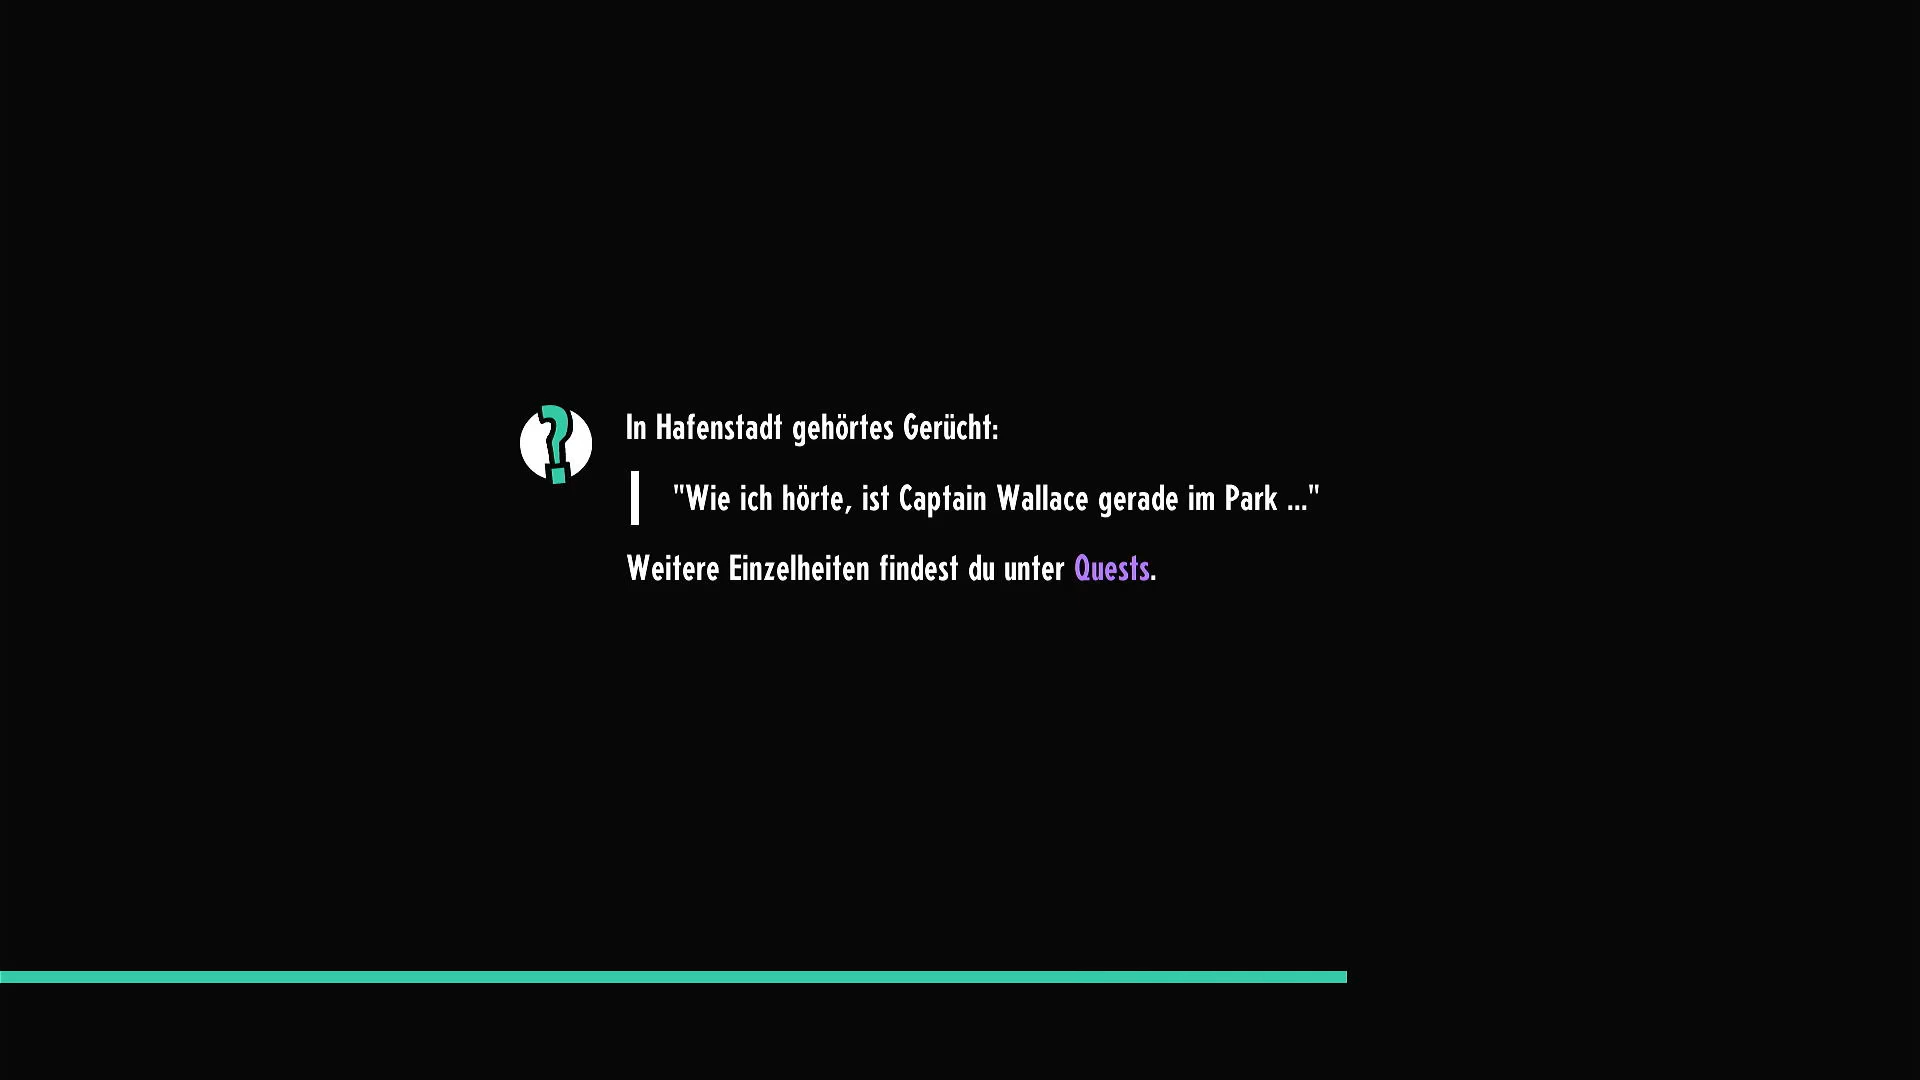 In Hafenstadt gehörtes Gerücht:
"Wie ich hörte, ist Captain Wallace gerade im Park ..."
Weitere Einzelheiten findest du unter Quests.